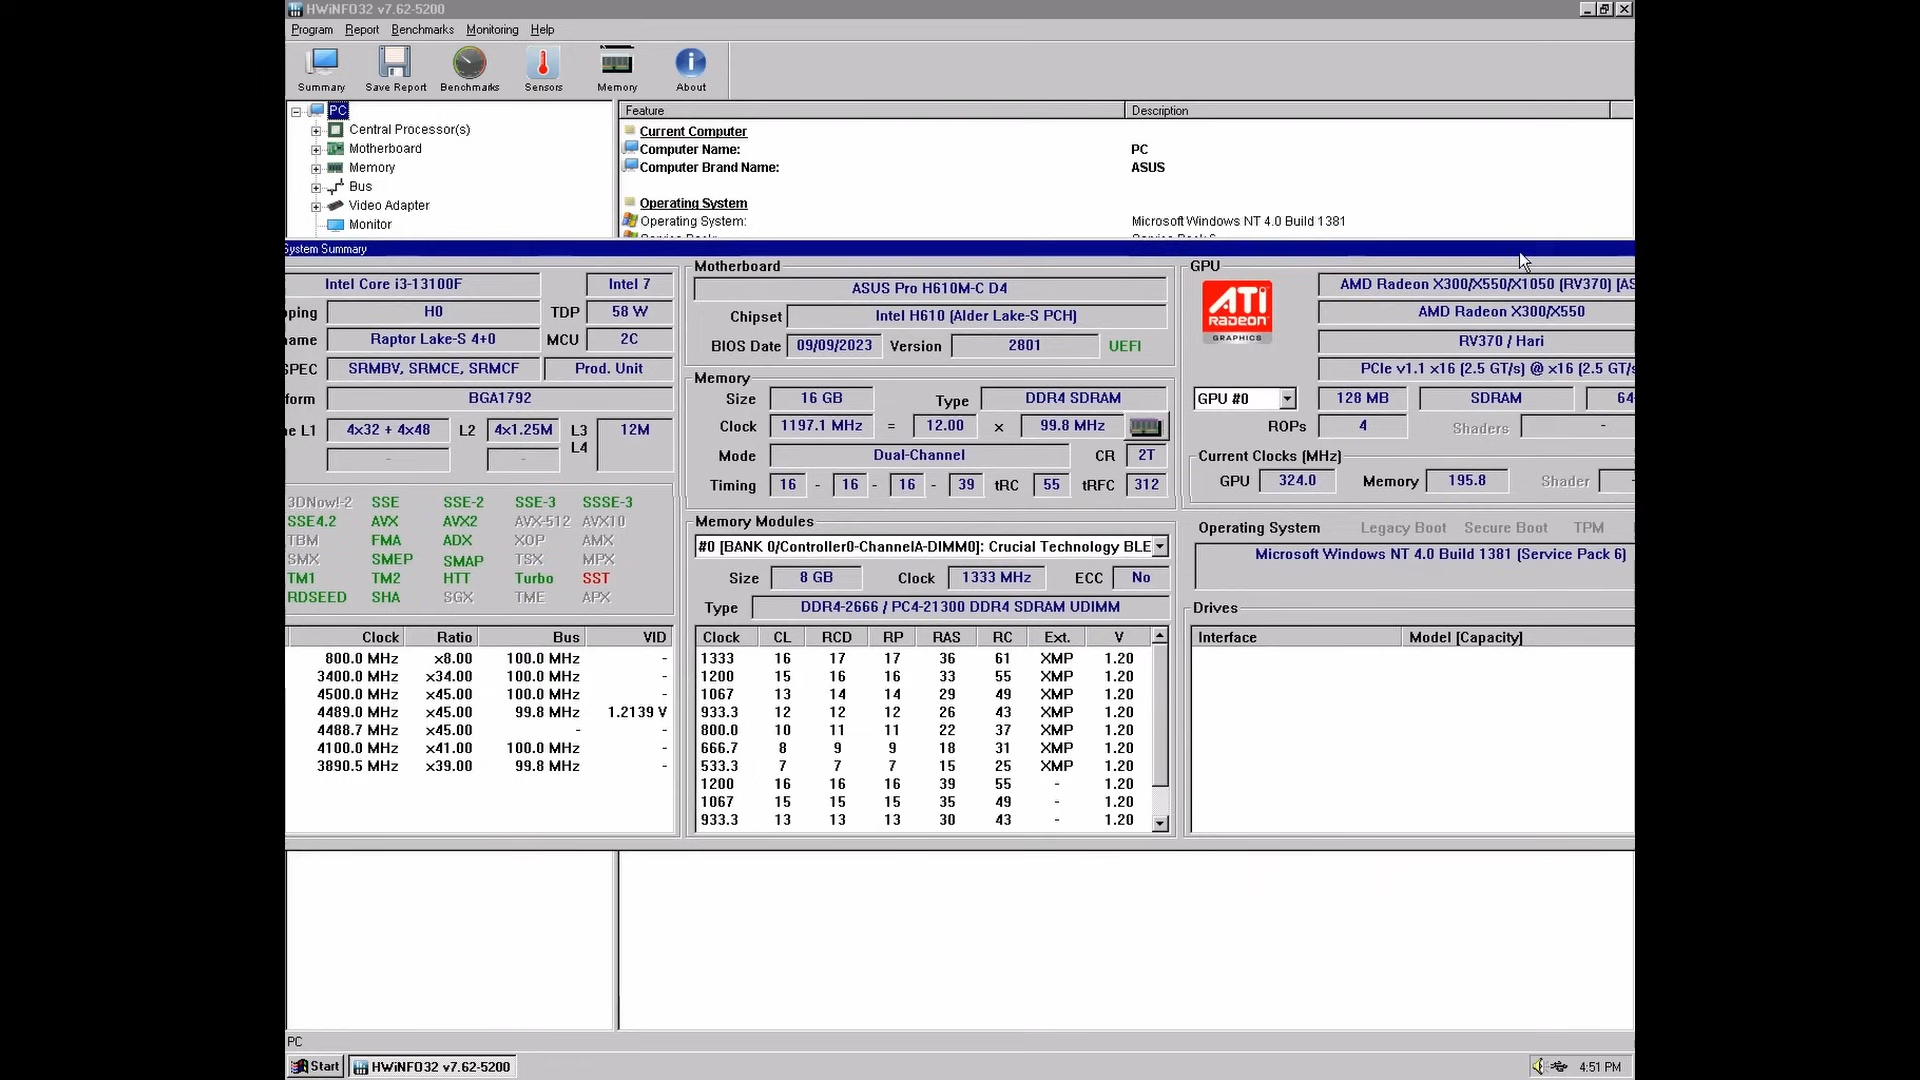 HWiNFO32 v7.62-5200
Program Report Benchmarks Monitoring Help
Summary Save Report Benchmarks Sensors Memory About
PC
Central Processor(s)
Motherboard
Memory
Bus
Video Adapter
Monitor
Feature Description
Current Computer
Computer Name: PC
Computer Brand Name: ASUS
Operating System
Operating System: Microsoft Windows NT 4.0 Build 1381
System Summary
Intel Core i3-13100F Intel 7
pping H0 TDP 58 W
ame Raptor Lake-S 4+0 MCU 2C
SPEC SRMBV, SRMCE, SRMCF Prod. Unit
form BGA1792
e L1 4x32 + 4x48 L2 4x1.25M L3 12M
- - L4
3DNow!-2 SSE SSE-2 SSE-3 SSSE-3
SSE4.2 AVX AVX2 AVX-512 AVX10
TBM FMA ADX XOP AMX
SMX SMEP SMAP TSX MPX
TM1 TM2 HTT Turbo SST
RDSEED SHA SGX TME APX
Clock Ratio Bus VID
800.0 MHz x8.00 100.0 MHz -
3400.0 MHz x34.00 100.0 MHz -
4500.0 MHz x45.00 100.0 MHz -
4489.0 MHz x45.00 99.8 MHz 1.2139 V
4488.7 MHz x45.00 - -
4100.0 MHz x41.00 100.0 MHz -
3890.5 MHz x39.00 99.8 MHz -
Motherboard
ASUS Pro H610M-C D4
Chipset Intel H610 (Alder Lake-S PCH)
BIOS Date 09/09/2023 Version 2801 UEFI
Memory
Size 16 GB Type DDR4 SDRAM
Clock 1197.1 MHz = 12.00 x 99.8 MHz
Mode Dual-Channel CR 2T
Timing 16 - 16 - 16 - 39 tRC 55 tRFC 312
Memory Modules
#0 [BANK 0/Controller0-ChannelA-DIMM0]: Crucial Technology BLE
Size 8 GB Clock 1333 MHz ECC No
Type DDR4-2666 / PC4-21300 DDR4 SDRAM UDIMM
Clock CL RCD RP RAS RC Ext. V
1333 16 17 17 36 61 XMP 1.20
1200 15 16 16 33 55 XMP 1.20
1067 13 14 14 29 49 XMP 1.20
933.3 12 12 12 26 43 XMP 1.20
800.0 10 11 11 22 37 XMP 1.20
666.7 8 9 9 18 31 XMP 1.20
533.3 7 7 7 15 25 XMP 1.20
1200 16 16 16 39 55 - 1.20
1067 15 15 15 35 49 - 1.20
933.3 13 13 13 30 43 - 1.20
GPU
ATi RADEON GRAPHICS
AMD Radeon X300/X550/X1050 (RV370) [AS
AMD Radeon X300/X550
RV370 / Hari
PCIe v1.1 x16 (2.5 GT/s) @ x16 (2.5 GT/s
GPU #0 128 MB SDRAM 64
ROPs 4 Shaders -
Current Clocks (MHz)
GPU 324.0 Memory 195.8 Shader -
Operating System Legacy Boot Secure Boot TPM
Microsoft Windows NT 4.0 Build 1381 (Service Pack 6)
Drives
Interface Model [Capacity]
PC
Start HWiNFO32 v7.62-5200 4:51 PM